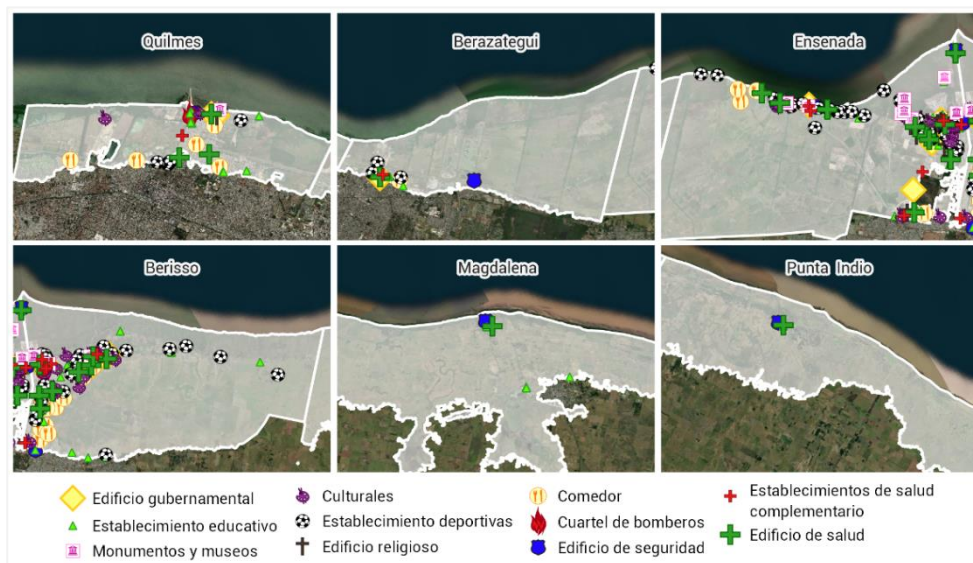 Quilmes
Berazategui
Ensenada
Berisso
Magdalena
Punta Indio
Edificio gubernamental
Culturales
Comedor
Establecimientos de salud
complementario
Establecimiento educativo
Establecimiento deportivas
Cuartel de bomberos
Edificio de salud
Monumentos y museos
Edificio religioso
Edificio de seguridad